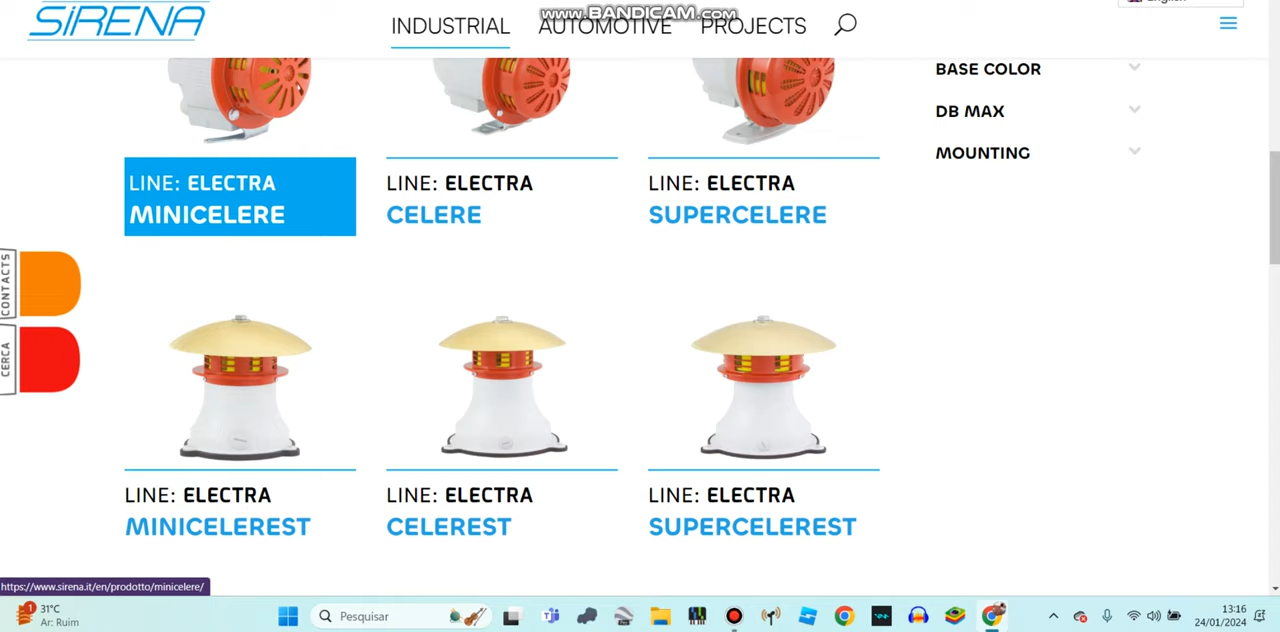 SIRENA
www.BANDICAM.com
INDUSTRIAL
AUTOMOTIVE
PROJECTS
BASE COLOR
DB MAX
MOUNTING
LINE: ELECTRA
MINICELERE
LINE: ELECTRA
CELERE
LINE: ELECTRA
SUPERCELERE
CONTACTS
CERCA
LINE: ELECTRA
MINICELEREST
LINE: ELECTRA
CELEREST
LINE: ELECTRA
SUPERCELEREST
https://www.sirena.it/en/prodotto/minicelere/
1
31°C
Ar: Ruim
Pesquisar
13:16
24/01/2024